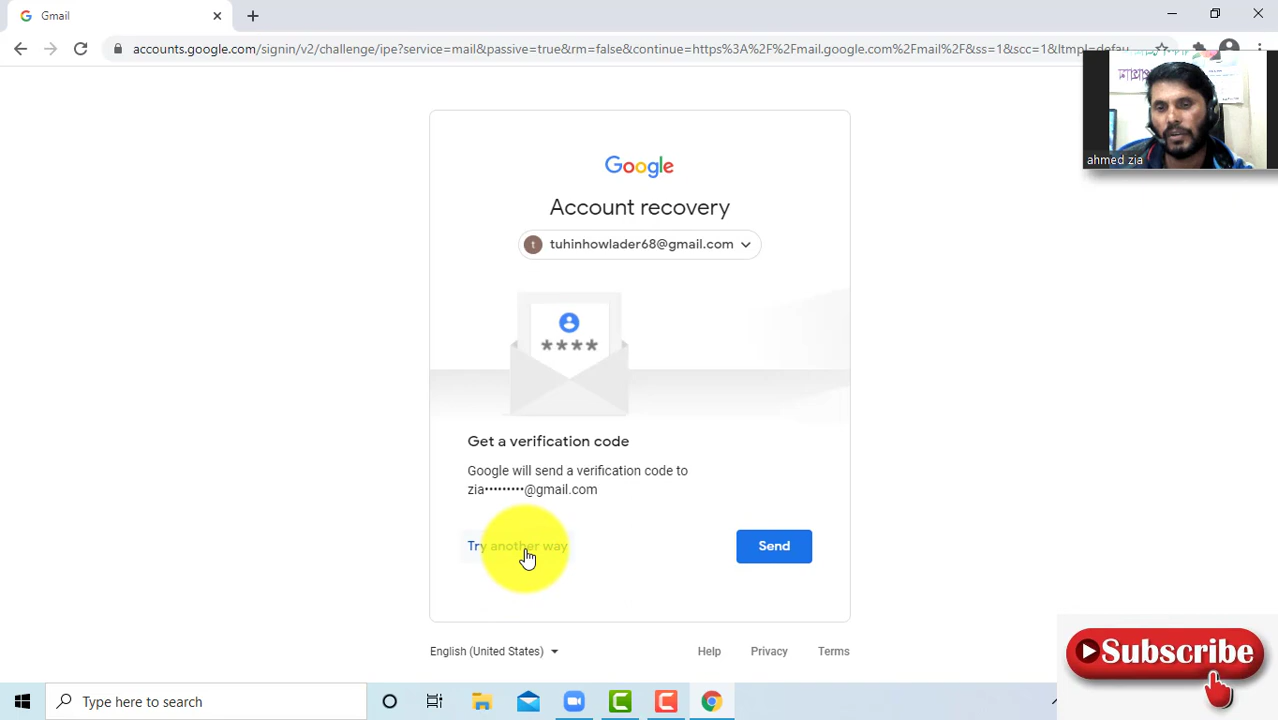 Gmail
accounts.google.com/signin/v2/challenge/ipe?service=mail&passive=true&rm=false&continue=https%3A%2F%2Fmail.google.com%2Fmail%2F&ss=1&scc=1&ltmpl=defau
ahmed zia
Google
Account recovery
t tuhinhowlader68@gmail.com
****
Get a verification code
Google will send a verification code to
zia•••••••••@gmail.com
Try another way
Send
English (United States)
Help Privacy Terms
Subscribe
Type here to search